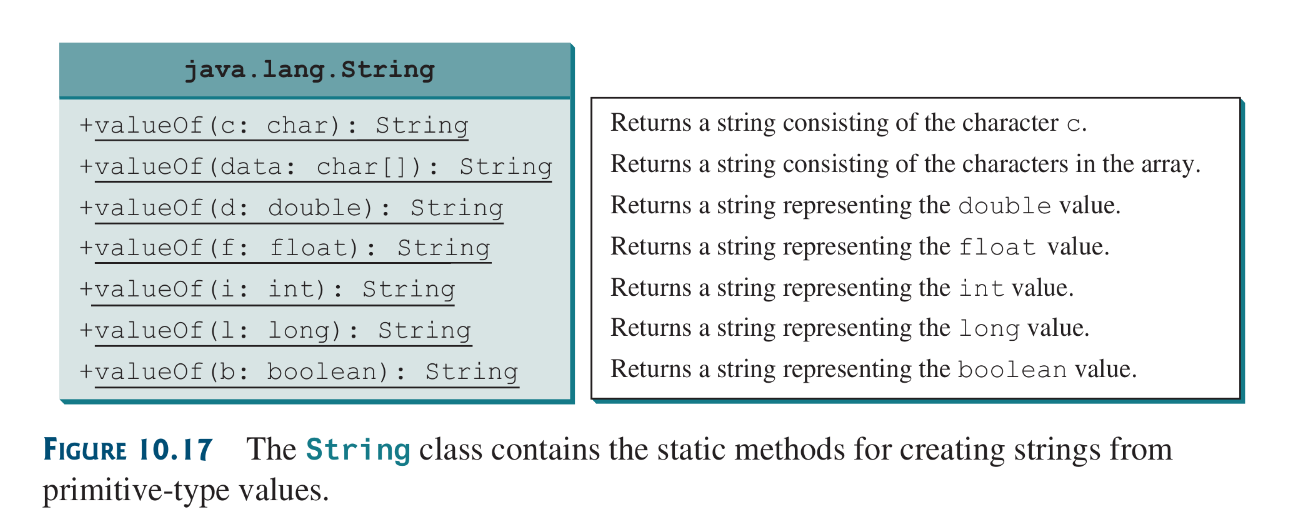 java.lang.String
+valueOf(c: char): String
Returns a string consisting of the character c.
+valueOf(data: char[]): String
Returns a string consisting of the characters in the array.
+valueOf(d: double): String
Returns a string representing the double value.
+valueOf(f: float): String
Returns a string representing the float value.
+valueOf(i: int): String
Returns a string representing the int value.
+valueOf(l: long): String
Returns a string representing the long value.
+valueOf(b: boolean): String
Returns a string representing the boolean value.
FIGURE 10.17 The String class contains the static methods for creating strings from
primitive-type values.